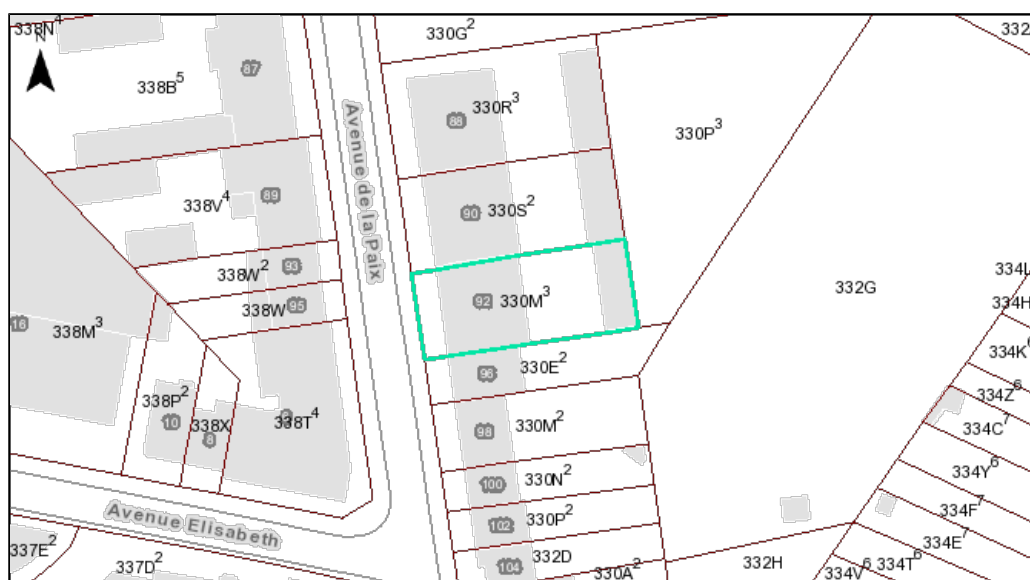 338N⁴
N
330G²
332
87
338B⁵
88
330R³
330P³
Avenue de la Paix
89
338V⁴
90
330S²
93
338W²
95
338W
92
330M³
332G
334L
334H
16
338M³
334K⁶
96
330E²
334Z⁶
338P²
10
338X
8
338T⁴
98
330M²
334C⁷
100
330N²
334Y⁶
Avenue Elisabeth
102
330P²
334F⁷
337E²
334E⁷
337D²
104
332D
330A²
332H
334V⁶
334T⁶